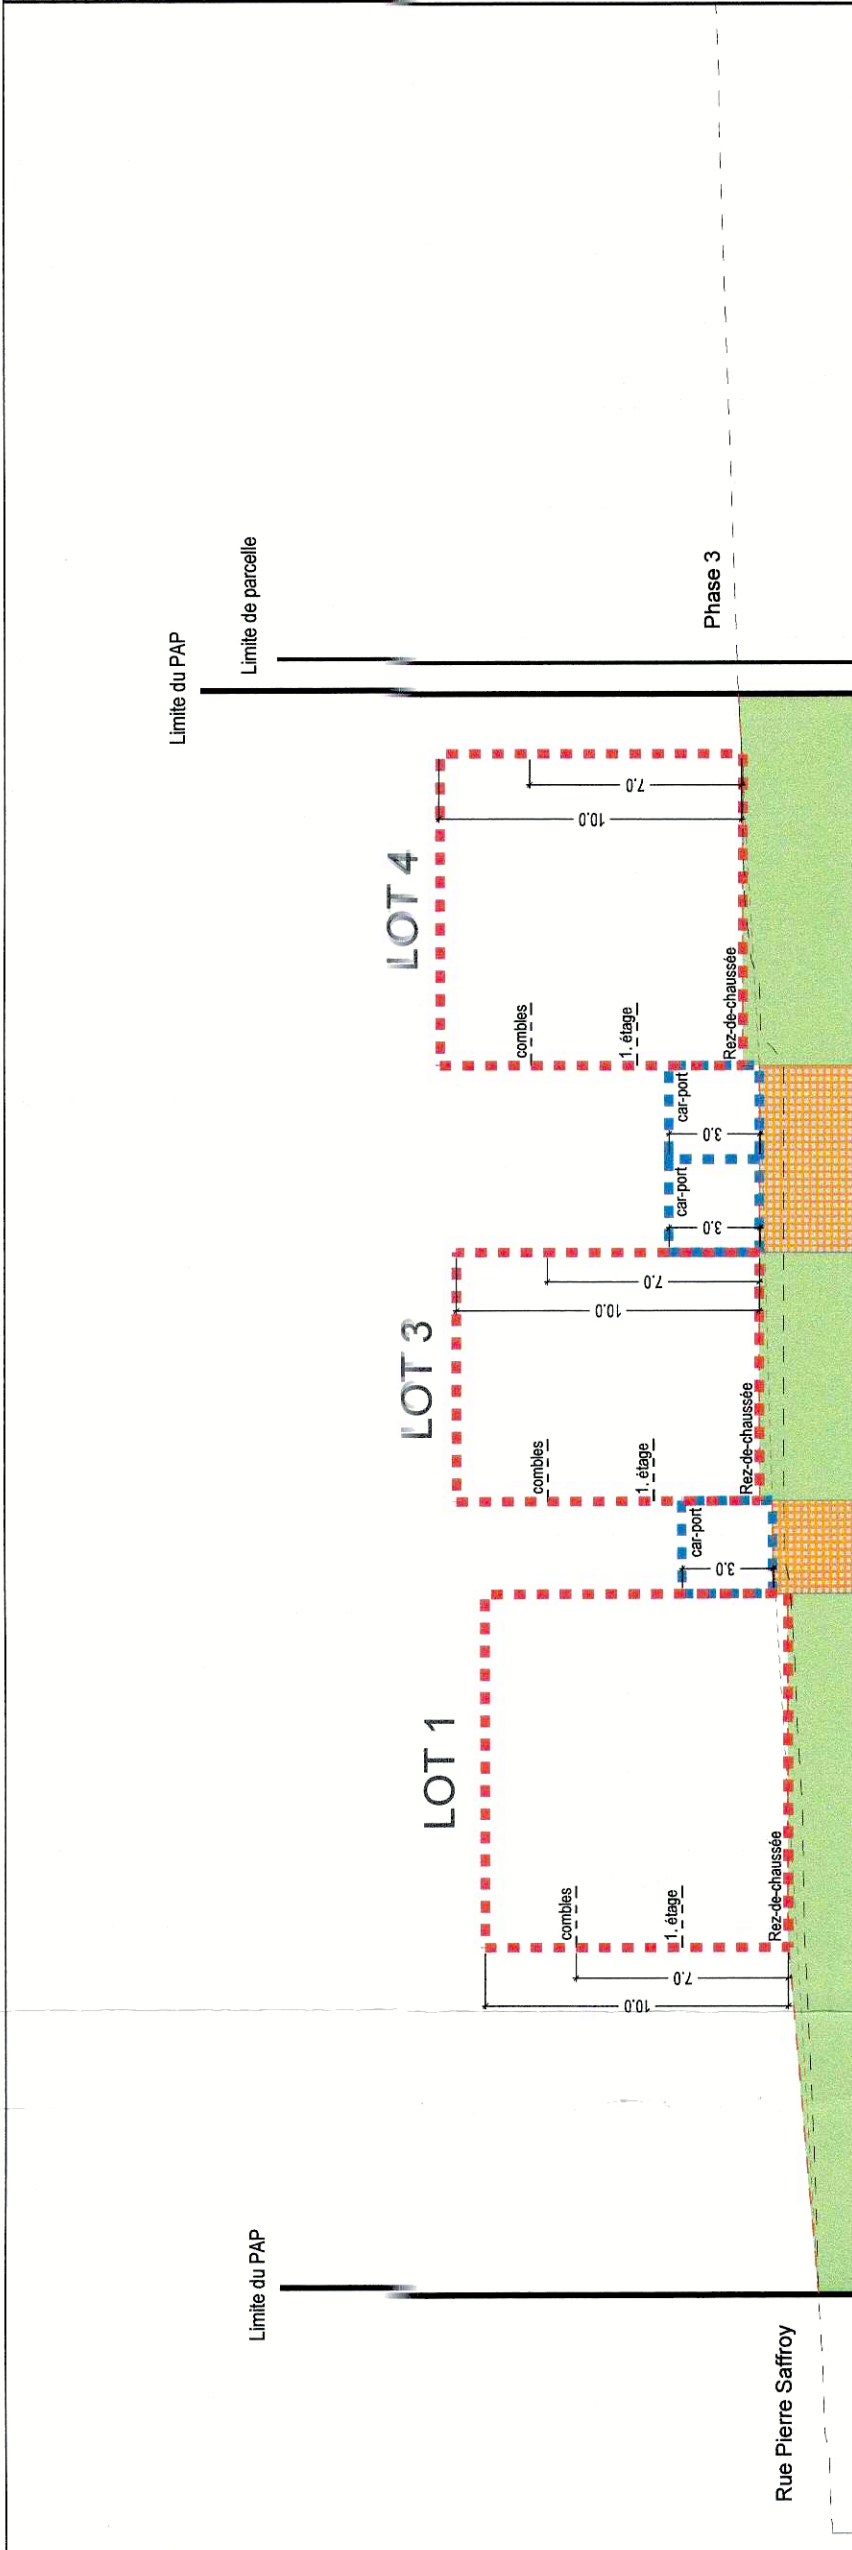 Limite du PAP
Rue Pierre Saffroy
LOT 1
10.0
7.0
combles
1. étage
Rez-de-chaussée
car-port
3.0
LOT 3
combles
1. étage
Rez-de-chaussée
10.0
7.0
car-port
3.0
car-port
3.0
LOT 4
combles
1. étage
Rez-de-chaussée
10.0
7.0
Limite du PAP
Limite de parcelle
Phase 3